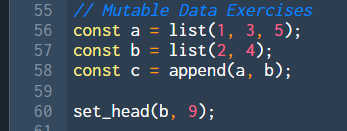 55 // Mutable Data Exercises
56 const a = list(1, 3, 5);
57 const b = list(2, 4);
58 const c = append(a, b);
59
60 set_head(b, 9);